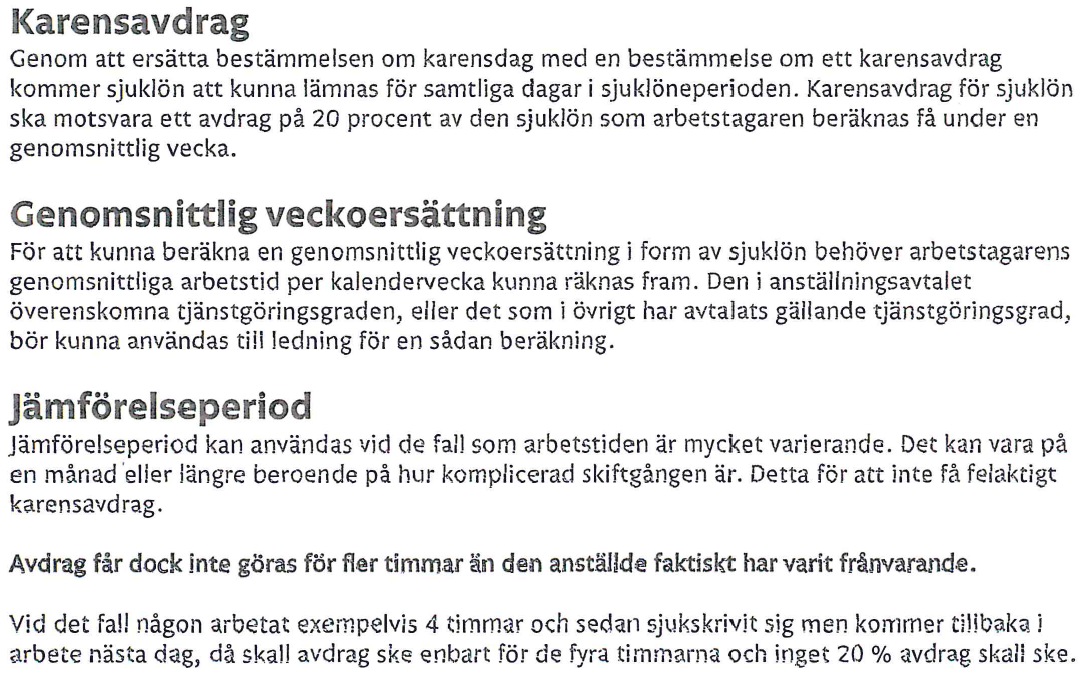 Karensavdrag
Genom att ersätta bestämmelsen om karensdag med en bestämmelse om ett karensavdrag
kommer sjuklön att kunna lämnas för samtliga dagar i sjuklöneperioden. Karensavdrag för sjuklön
ska motsvara ett avdrag på 20 procent av den sjuklön som arbetstagaren beräknas få under en
genomsnittlig vecka.
Genomsnittlig veckoersättning
För att kunna beräkna en genomsnittlig veckoersättning i form av sjuklön behöver arbetstagarens
genomsnittliga arbetstid per kalendervecka kunna räknas fram. Den i anställningsavtalet
överenskomna tjänstgöringsgraden, eller det som i övrigt har avtalats gällande tjänstgöringsgrad,
bör kunna användas till ledning för en sådan beräkning.
Jämförelseperiod
Jämförelseperiod kan användas vid de fall som arbetstiden är mycket varierande. Det kan vara på
en månad eller längre beroende på hur komplicerad skiftgången är. Detta för att inte få felaktigt
karensavdrag.
Avdrag får dock inte göras för fler timmar än den anställde faktiskt har varit frånvarande.
Vid det fall någon arbetat exempelvis 4 timmar och sedan sjukskrivit sig men kommer tillbaka i
arbete nästa dag, då skall avdrag ske enbart för de fyra timmarna och inget 20 % avdrag skall ske.